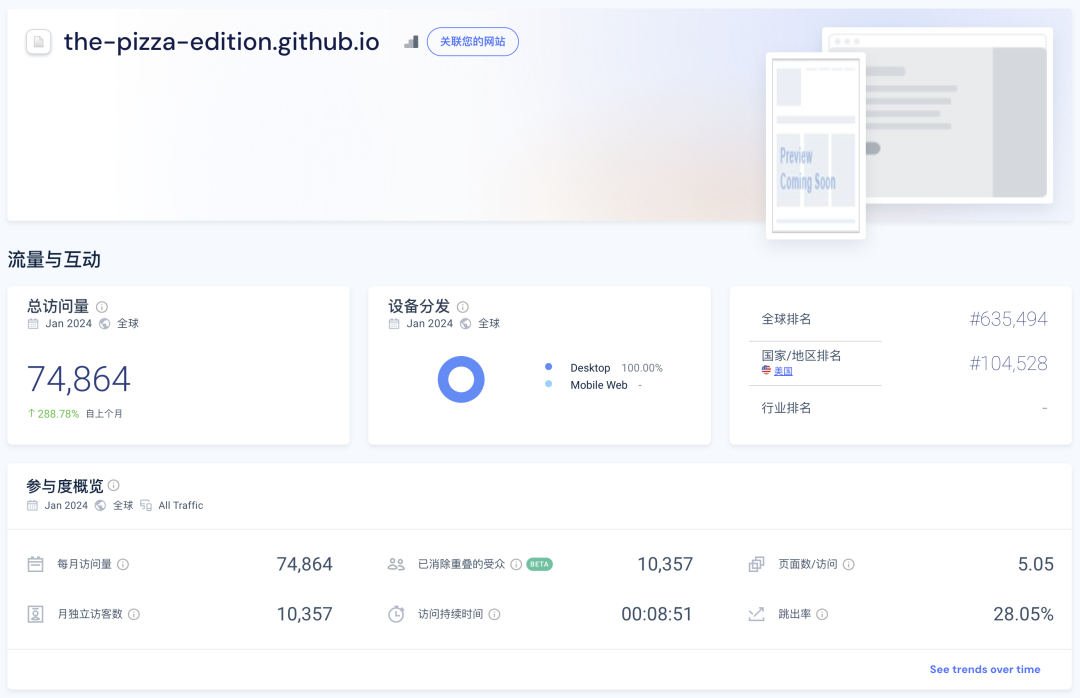 the-pizza-edition.github.io
关联您的网站
Preview
Coming Soon
流量与互动
总访问量
Jan 2024 全球
74,864
↑ 288.78% 自上个月
设备分发
Jan 2024 全球
Desktop 100.00%
Mobile Web -
全球排名 #635,494
国家/地区排名 #104,528
美国
行业排名 -
参与度概览
Jan 2024 全球 All Traffic
每月访问量 74,864
已消除重叠的受众 BETA 10,357
页面数/访问 5.05
月独立访客数 10,357
访问持续时间 00:08:51
跳出率 28.05%
See trends over time